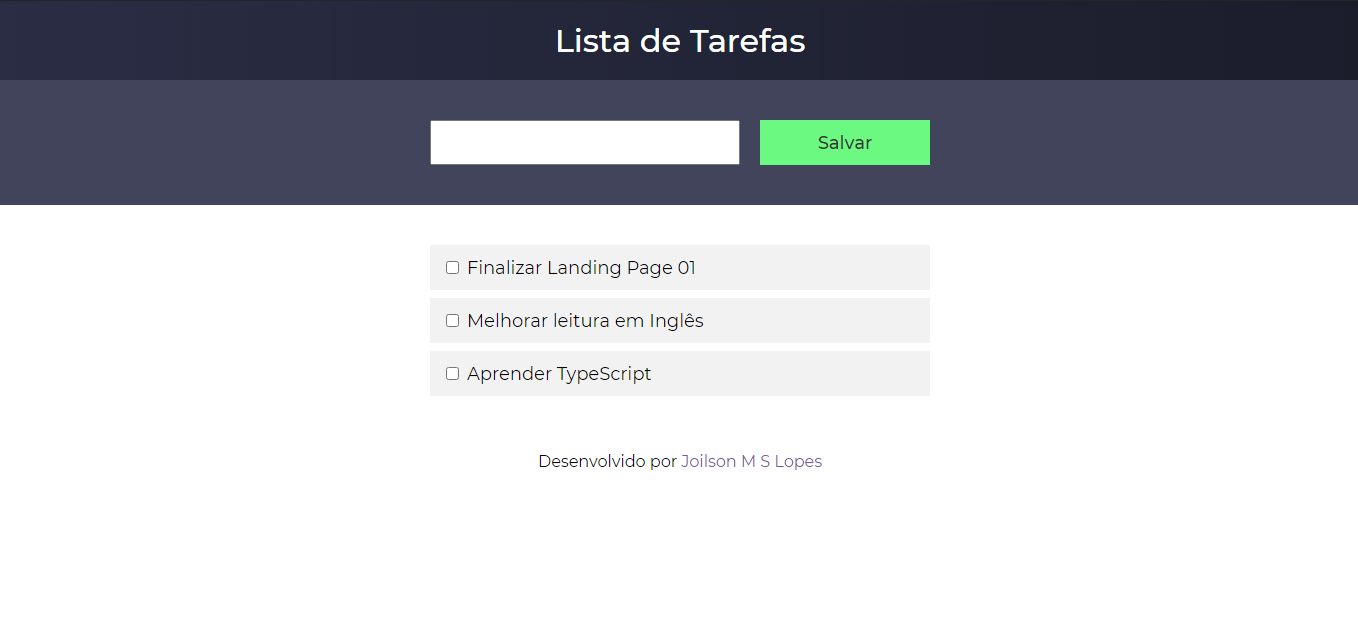 Lista de Tarefas
Salvar
Finalizar Landing Page 01
Melhorar leitura em Inglês
Aprender TypeScript
Desenvolvido por Joilson M S Lopes